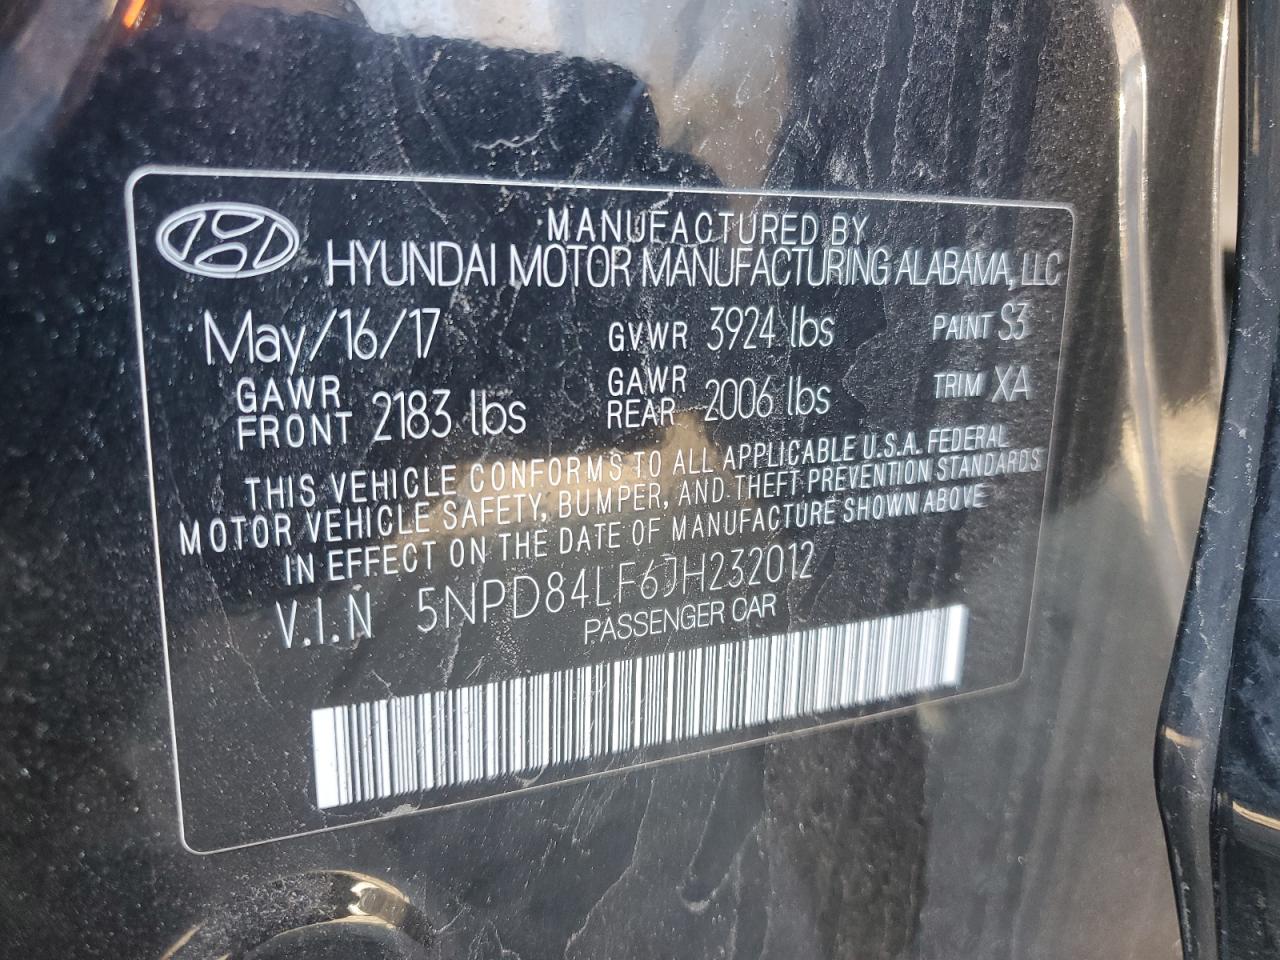 MANUFACTURED BY
HYUNDAI MOTOR MANUFACTURING ALABAMA, LLC
May/16/17 GVWR 3924 lbs PAINT S3
GAWR FRONT 2183 lbs GAWR REAR 2006 lbs TRIM XA
THIS VEHICLE CONFORMS TO ALL APPLICABLE U.S.A. FEDERAL
MOTOR VEHICLE SAFETY, BUMPER, AND THEFT PREVENTION STANDARDS
IN EFFECT ON THE DATE OF MANUFACTURE SHOWN ABOVE
V.I.N 5NPD84LF6JH232012
PASSENGER CAR